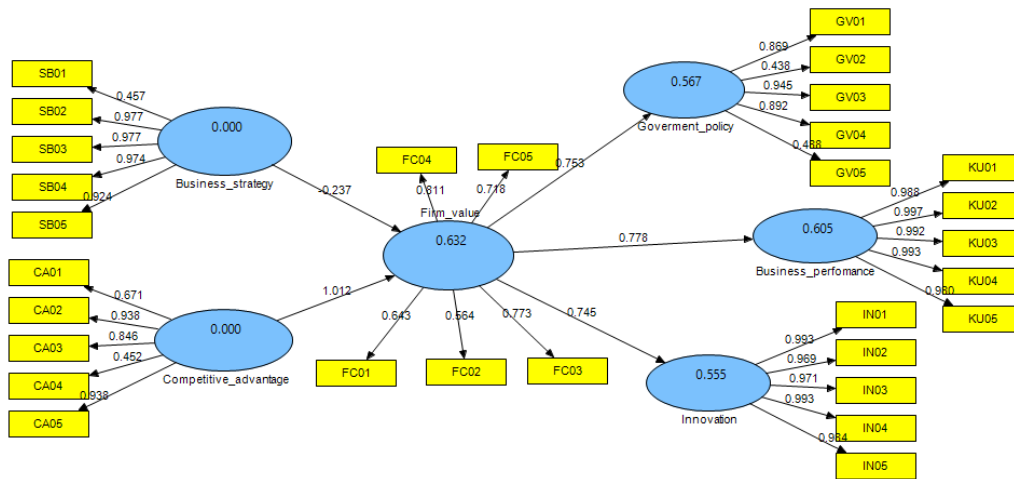 SB01
SB02
SB03
SB04
SB05
0.457
0.977
0.977
0.974
0.924
0.000
Business_strategy
-0.237
CA01
CA02
CA03
CA04
CA05
0.671
0.938
0.846
0.452
0.938
0.000
Competitive_advantage
1.012
FC04
FC05
0.811
0.718
Firm_value
0.632
0.643
0.564
0.773
FC01
FC02
FC03
0.753
0.778
0.745
0.567
Goverment_policy
0.869
0.438
0.945
0.892
0.488
GV01
GV02
GV03
GV04
GV05
0.605
Business_perfomance
0.988
0.997
0.992
0.993
0.980
KU01
KU02
KU03
KU04
KU05
0.555
Innovation
0.993
0.969
0.971
0.993
IN01
IN02
IN03
IN04
IN05